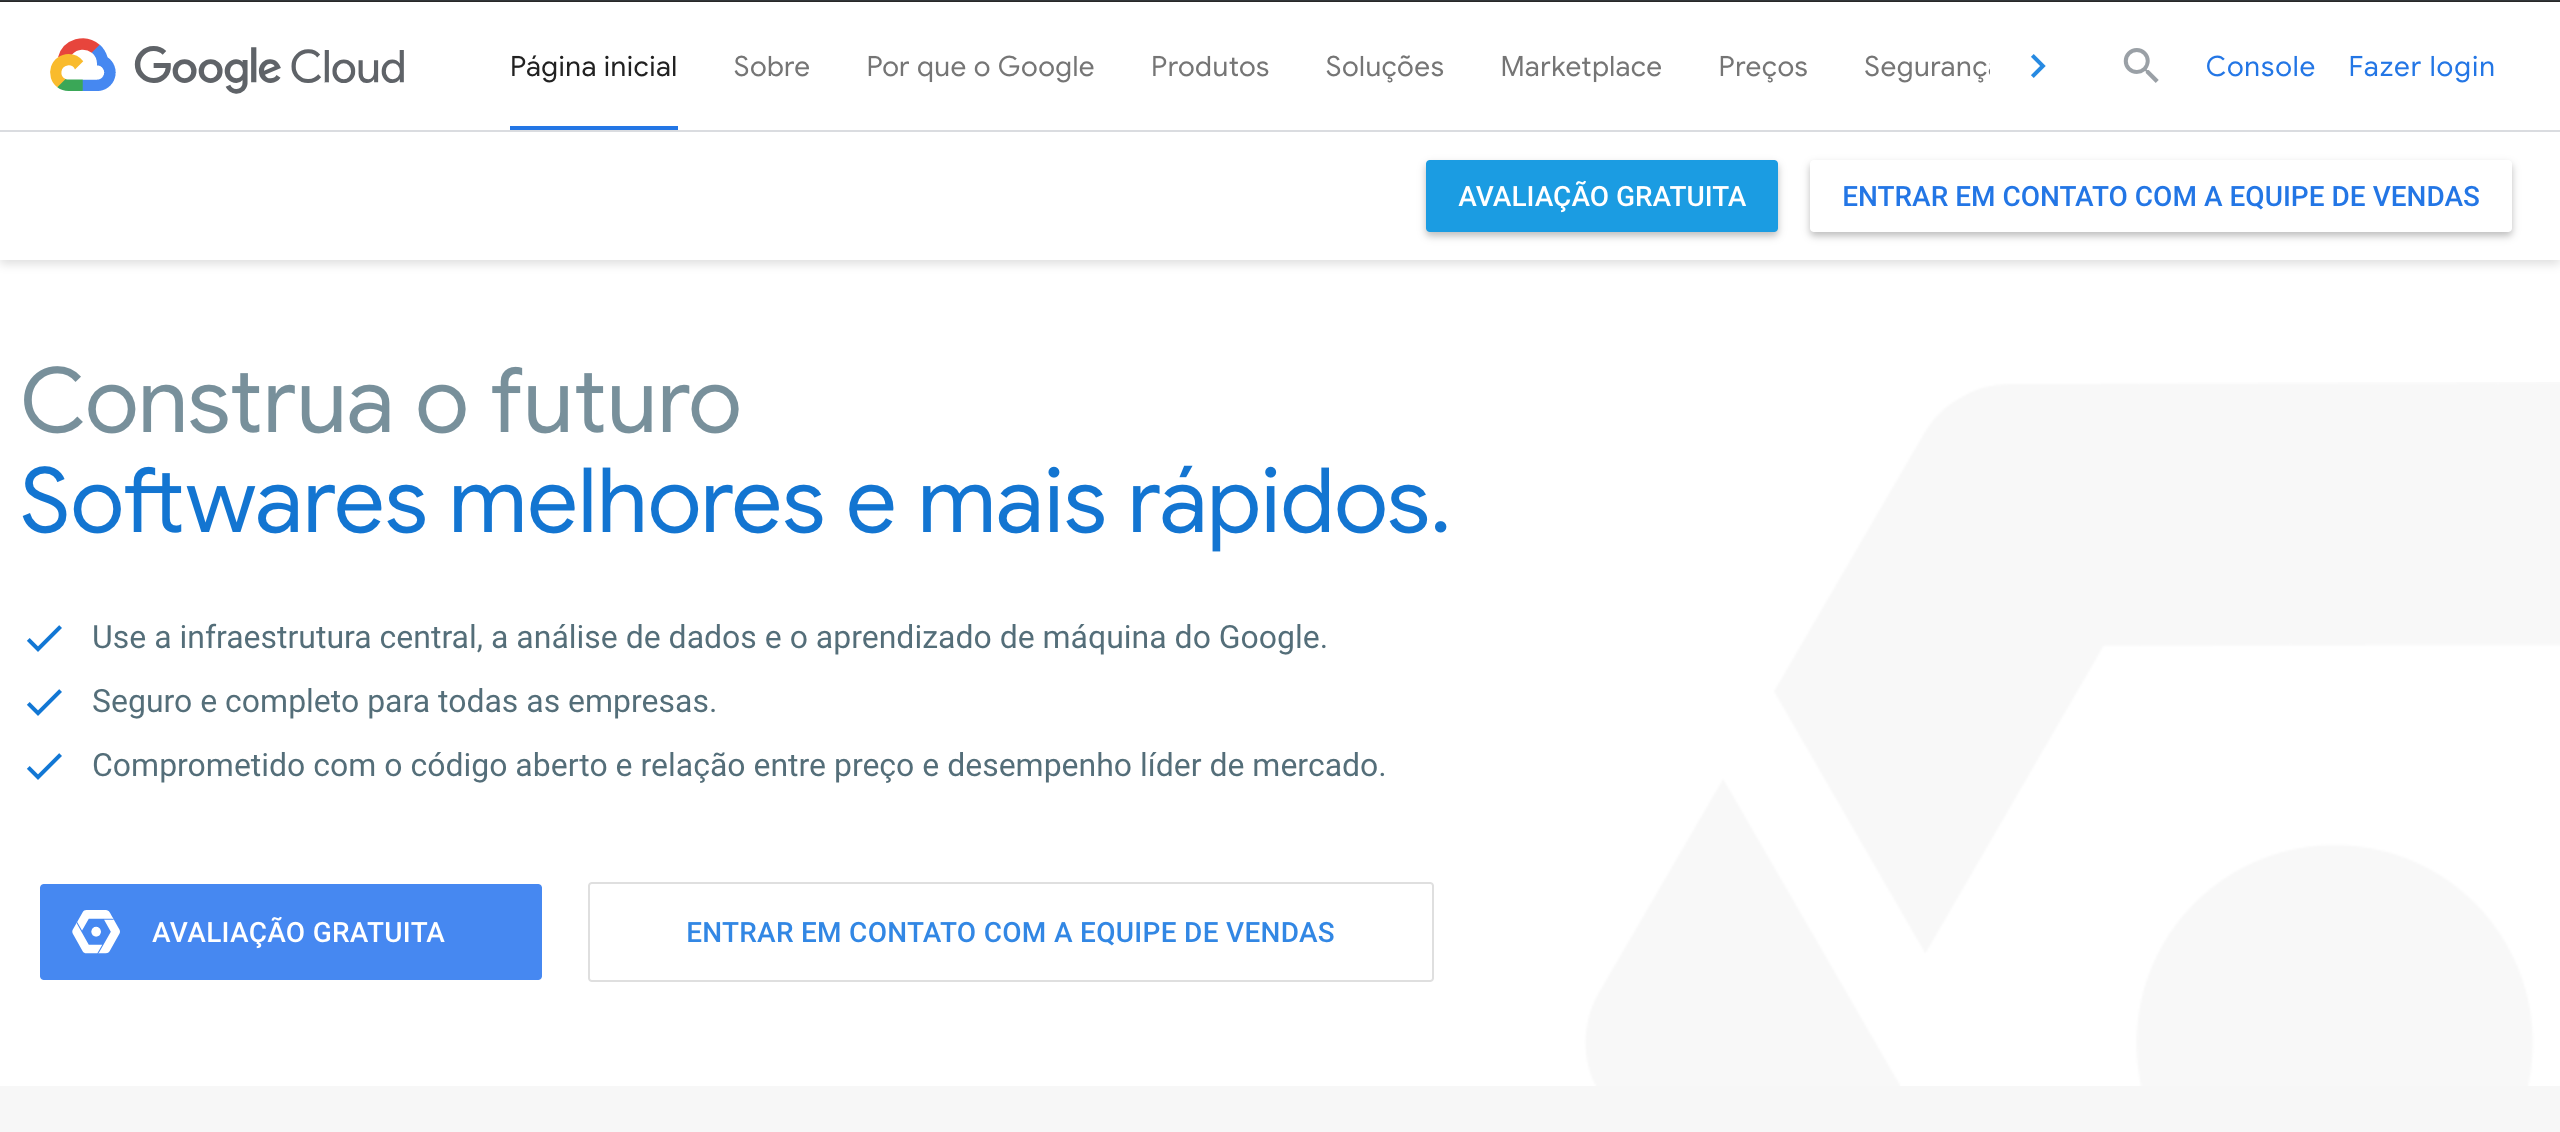 Google Cloud
Página inicial
Sobre
Por que o Google
Produtos
Soluções
Marketplace
Preços
Console
Fazer login
AVALIAÇÃO GRATUITA
ENTRAR EM CONTATO COM A EQUIPE DE VENDAS
Construa o futuro
Softwares melhores e mais rápidos.
Use a infraestrutura central, a análise de dados e o aprendizado de máquina do Google.
Seguro e completo para todas as empresas.
Comprometido com o código aberto e relação entre preço e desempenho líder de mercado.
AVALIAÇÃO GRATUITA
ENTRAR EM CONTATO COM A EQUIPE DE VENDAS